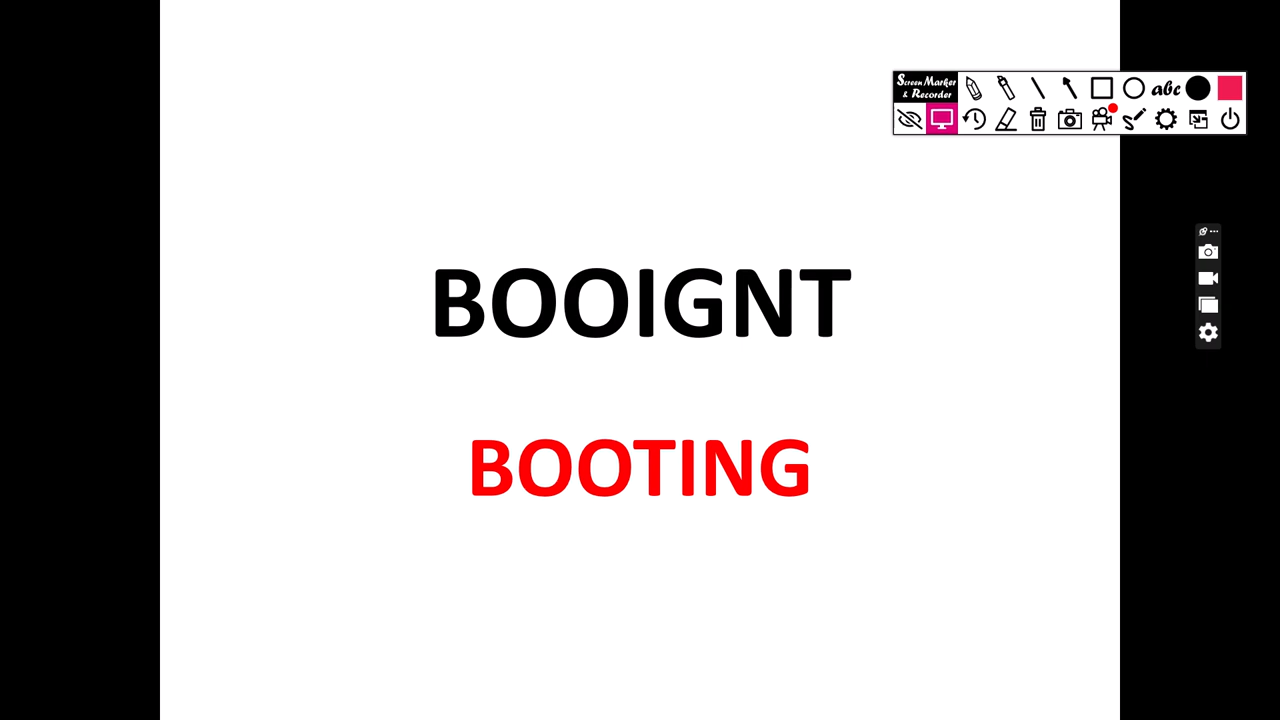 Screen Marker
& Recorder
abc
BOOIGNT
BOOTING